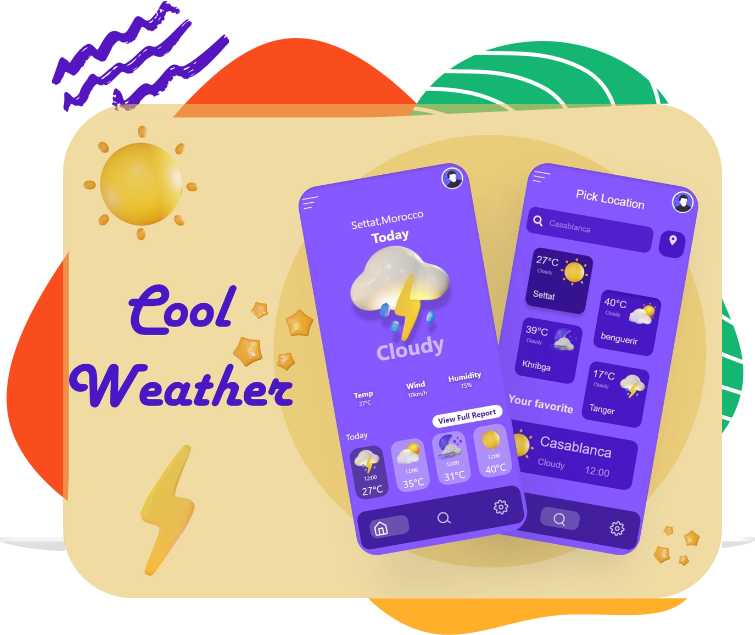 Cool
Weather
Settat,Morocco
Today
Cloudy
Temp
27°C
Wind
10km/h
Humidity
75%
View Full Report
Today
12:00
27°C
12:00
35°C
12:00
31°C
12:00
40°C
Pick Location
Casablanca
27°C
Cloudy
Settat
40°C
Cloudy
benguerir
39°C
Cloudy
Khribga
17°C
Cloudy
Tanger
Your favorite
Casablanca
Cloudy
12:00